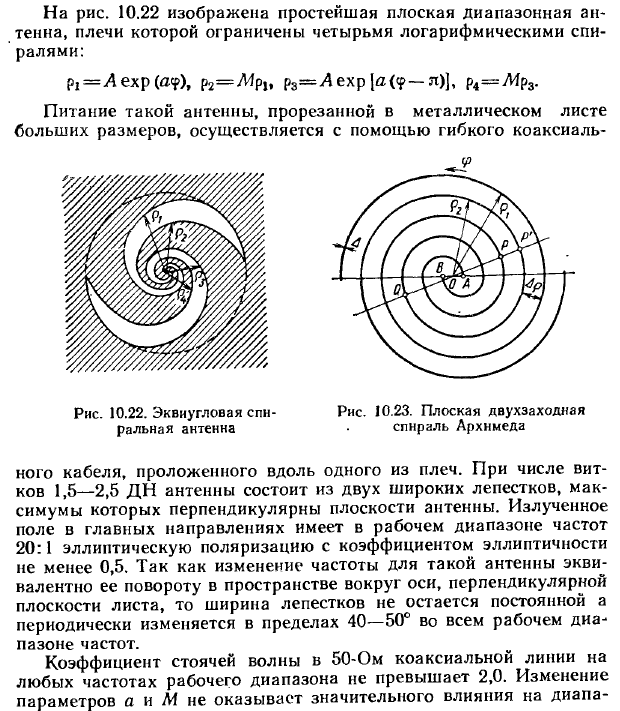 На рис. 10.22 изображена простейшая плоская диапазонная ан-
тенна, плечи которой ограничены четырьмя логарифмическими спи-
ралями:
ρ₁=A exp (aφ), ρ₂=Mρ₁, ρ₃=A exp [a (φ—π)], ρ₄=Mρ₃.
Питание такой антенны, прорезанной в металлическом листе
больших размеров, осуществляется с помощью гибкого коаксиаль-
ρ₁
ρ₂
ρ₃
ρ₄
φ
ρ₂
ρ₁
Δ
P
P'
B
O
A
Q
Δρ
Рис. 10.22. Эквиугловая спи-
ральная антенна
Рис. 10.23. Плоская двухзаходная
спираль Архимеда
ного кабеля, проложенного вдоль одного из плеч. При числе вит-
ков 1,5—2,5 ДН антенны состоит из двух широких лепестков, мак-
симумы которых перпендикулярны плоскости антенны. Излученное
поле в главных направлениях имеет в рабочем диапазоне частот
20:1 эллиптическую поляризацию с коэффициентом эллиптичности
не менее 0,5. Так как изменение частоты для такой антенны экви-
валентно ее повороту в пространстве вокруг оси, перпендикулярной
плоскости листа, то ширина лепестков не остается постоянной а
периодически изменяется в пределах 40—50° во всем рабочем диа-
пазоне частот.
Коэффициент стоячей волны в 50-Ом коаксиальной линии на
любых частотах рабочего диапазона не превышает 2,0. Изменение
параметров a и M не оказывает значительного влияния на диапа-